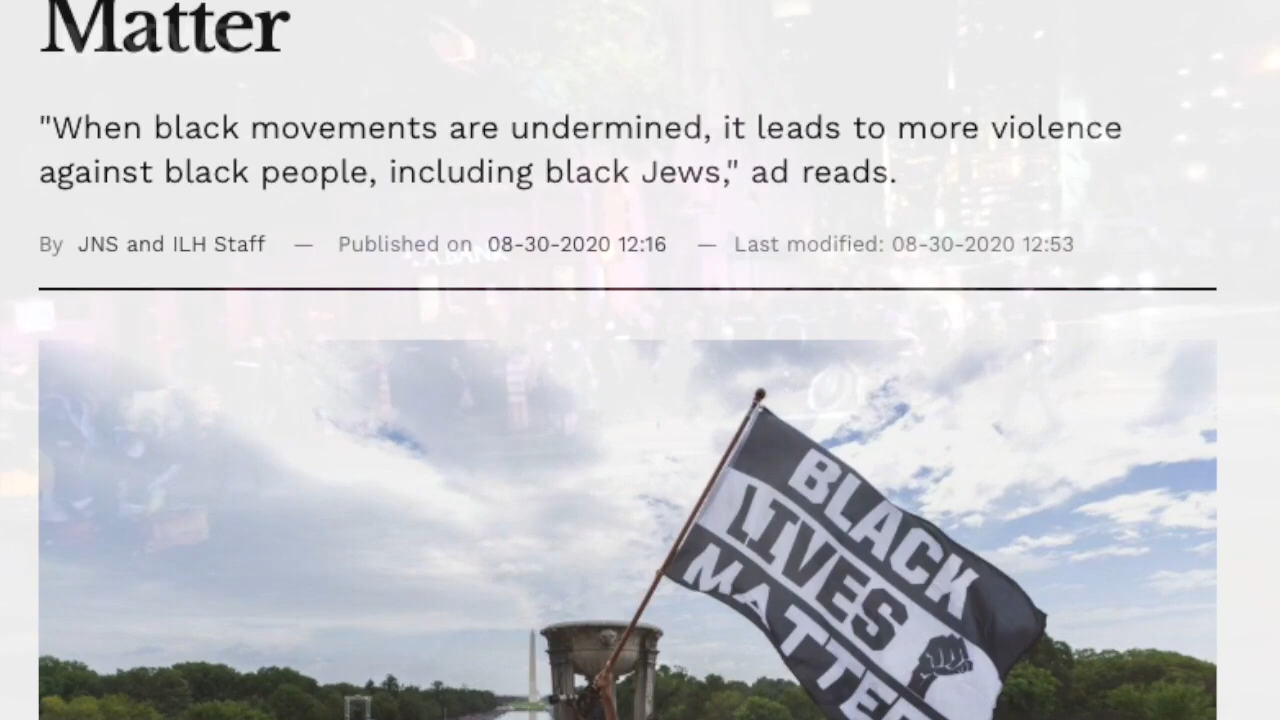 Matter
"When black movements are undermined, it leads to more violence
against black people, including black Jews," ad reads.
By JNS and ILH Staff — Published on 08-30-2020 12:16 — Last modified: 08-30-2020 12:53
BLACK
LIVES
MATTER